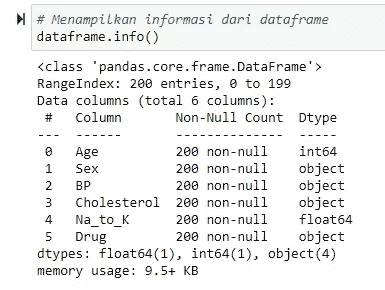 # Menampilkan informasi dari dataframe
dataframe.info()
<class 'pandas.core.frame.DataFrame'>
RangeIndex: 200 entries, 0 to 199
Data columns (total 6 columns):
 #   Column       Non-Null Count  Dtype
---  ------       --------------  -----
 0   Age          200 non-null    int64
 1   Sex          200 non-null    object
 2   BP           200 non-null    object
 3   Cholesterol  200 non-null    object
 4   Na_to_K      200 non-null    float64
 5   Drug         200 non-null    object
dtypes: float64(1), int64(1), object(4)
memory usage: 9.5+ KB